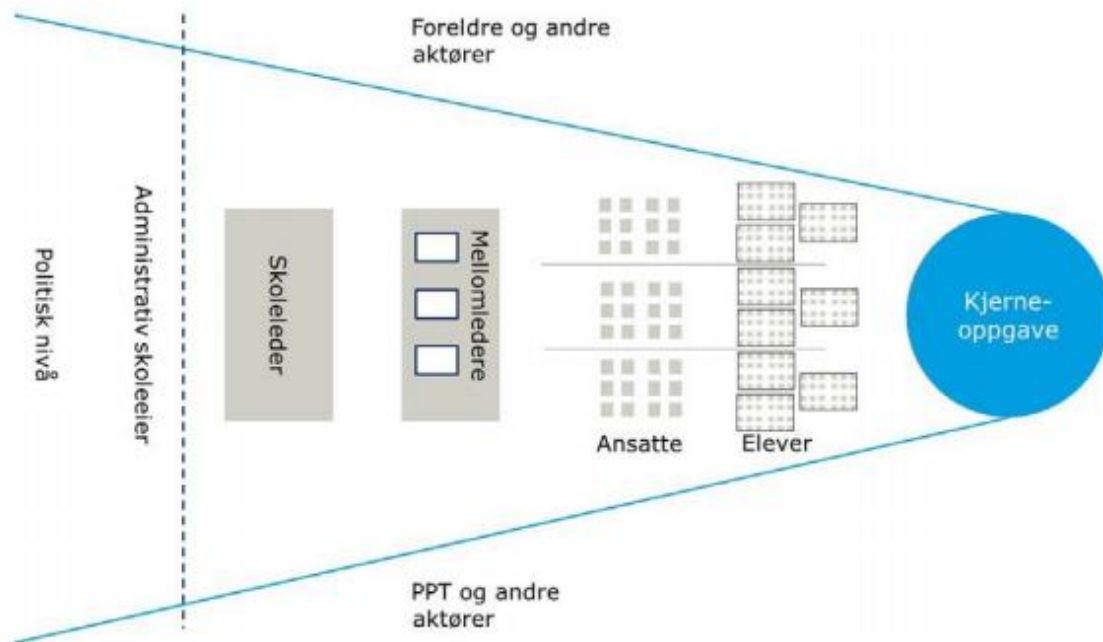 Foreldre og andre
aktører
Politisk nivå
Administrativ skoleeier
Skoleleder
Mellomledere
Ansatte
Elever
Kjerne-
oppgave
PPT og andre
aktører